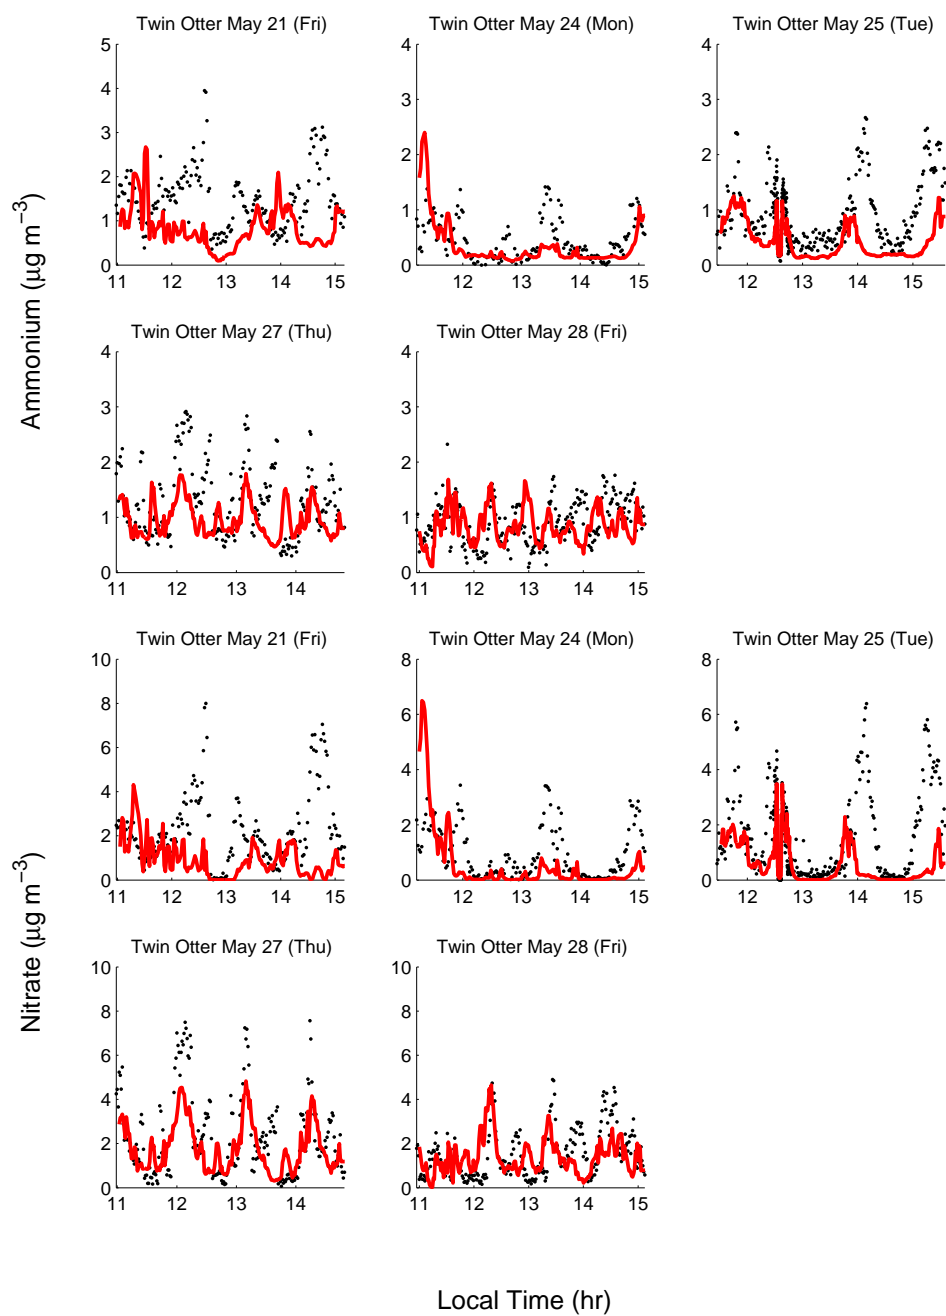 Twin Otter May 21 (Fri)
Twin Otter May 24 (Mon)
Twin Otter May 25 (Tue)
5
4
3
2
1
0
11 12 13 14 15
4
3
2
1
0
12 13 14 15
4
3
2
1
0
12 13 14 15
Twin Otter May 27 (Thu)
Twin Otter May 28 (Fri)
4
3
2
1
0
11 12 13 14
4
3
2
1
0
11 12 13 14 15
Ammonium (μg m⁻³)
Twin Otter May 21 (Fri)
Twin Otter May 24 (Mon)
Twin Otter May 25 (Tue)
10
8
6
4
2
0
11 12 13 14 15
8
6
4
2
0
12 13 14 15
8
6
4
2
0
12 13 14 15
Twin Otter May 27 (Thu)
Twin Otter May 28 (Fri)
10
8
6
4
2
0
11 12 13 14
10
8
6
4
2
0
11 12 13 14 15
Nitrate (μg m⁻³)
Local Time (hr)